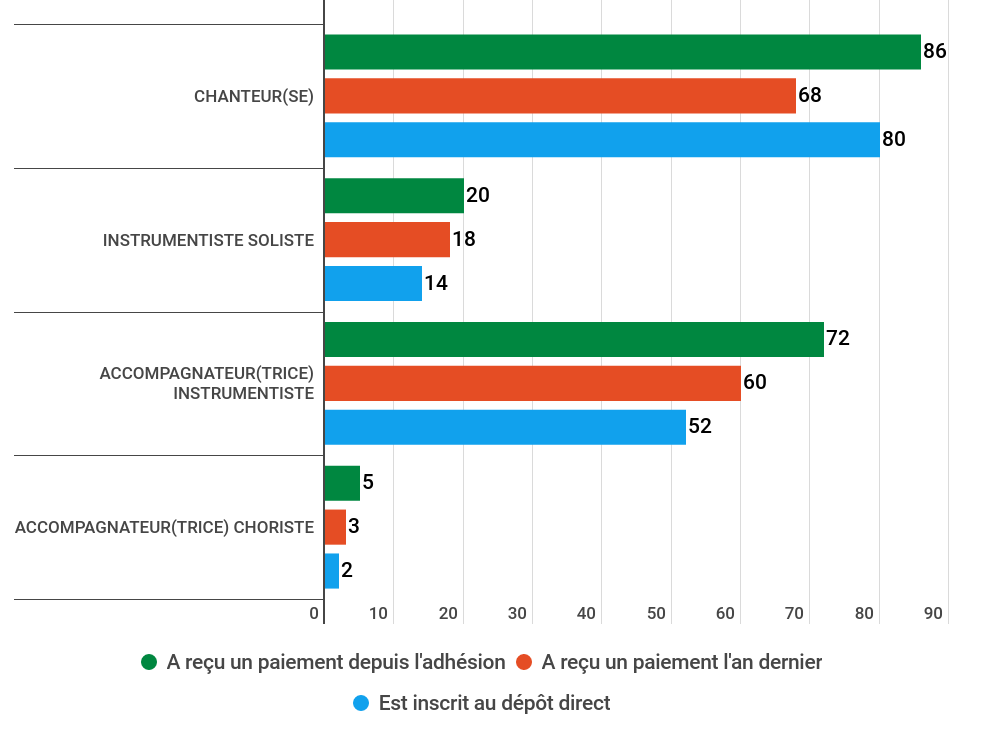 86
CHANTEUR(SE)
68
80
20
INSTRUMENTISTE SOLISTE
18
14
72
ACCOMPAGNATEUR(TRICE)
INSTRUMENTISTE
60
52
5
ACCOMPAGNATEUR(TRICE) CHORISTE
3
2
0 10 20 30 40 50 60 70 80 90
A reçu un paiement depuis l'adhésion A reçu un paiement l'an dernier
Est inscrit au dépôt direct